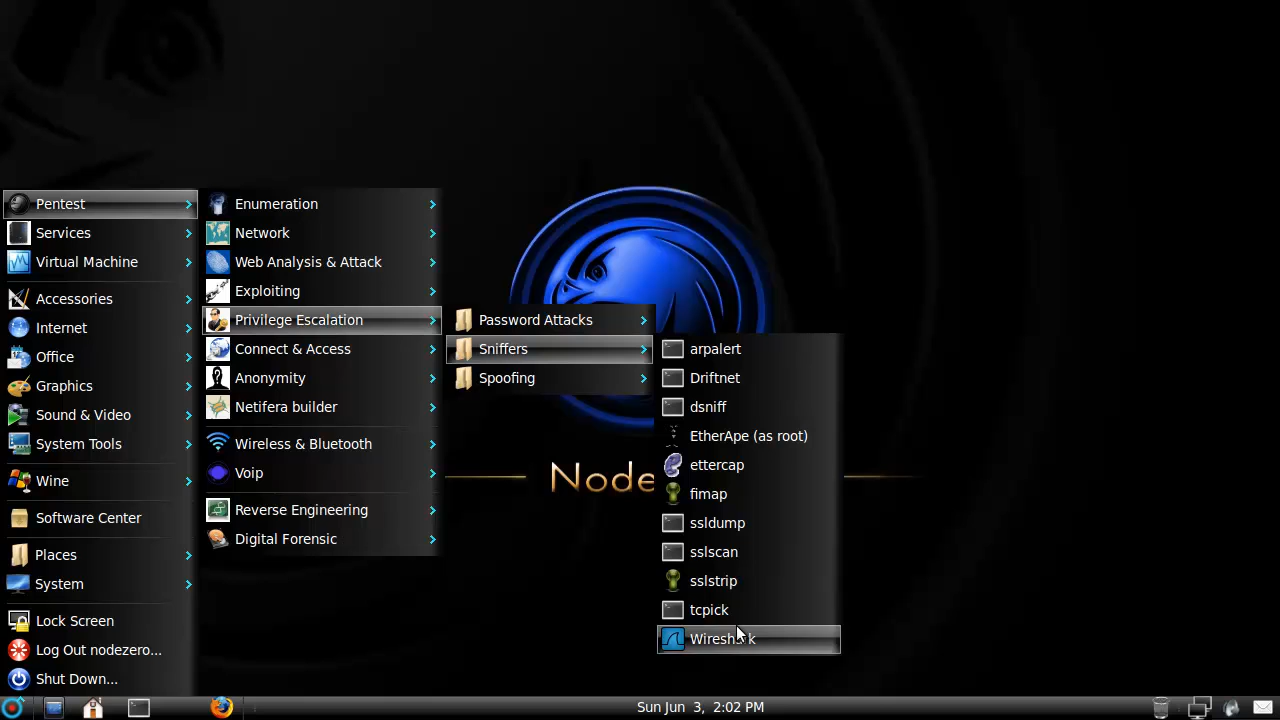 Pentest
Services
Virtual Machine
Accessories
Internet
Office
Graphics
Sound & Video
System Tools
Wine
Software Center
Places
System
Lock Screen
Log Out nodezero...
Shut Down...
Enumeration
Network
Web Analysis & Attack
Exploiting
Privilege Escalation
Connect & Access
Anonymity
Netifera builder
Wireless & Bluetooth
Voip
Reverse Engineering
Digital Forensic
Password Attacks
Sniffers
Spoofing
arpalert
Driftnet
dsniff
EtherApe (as root)
ettercap
fimap
ssldump
sslscan
sslstrip
tcpick
Wireshark
Node
Sun Jun 3, 2:02 PM